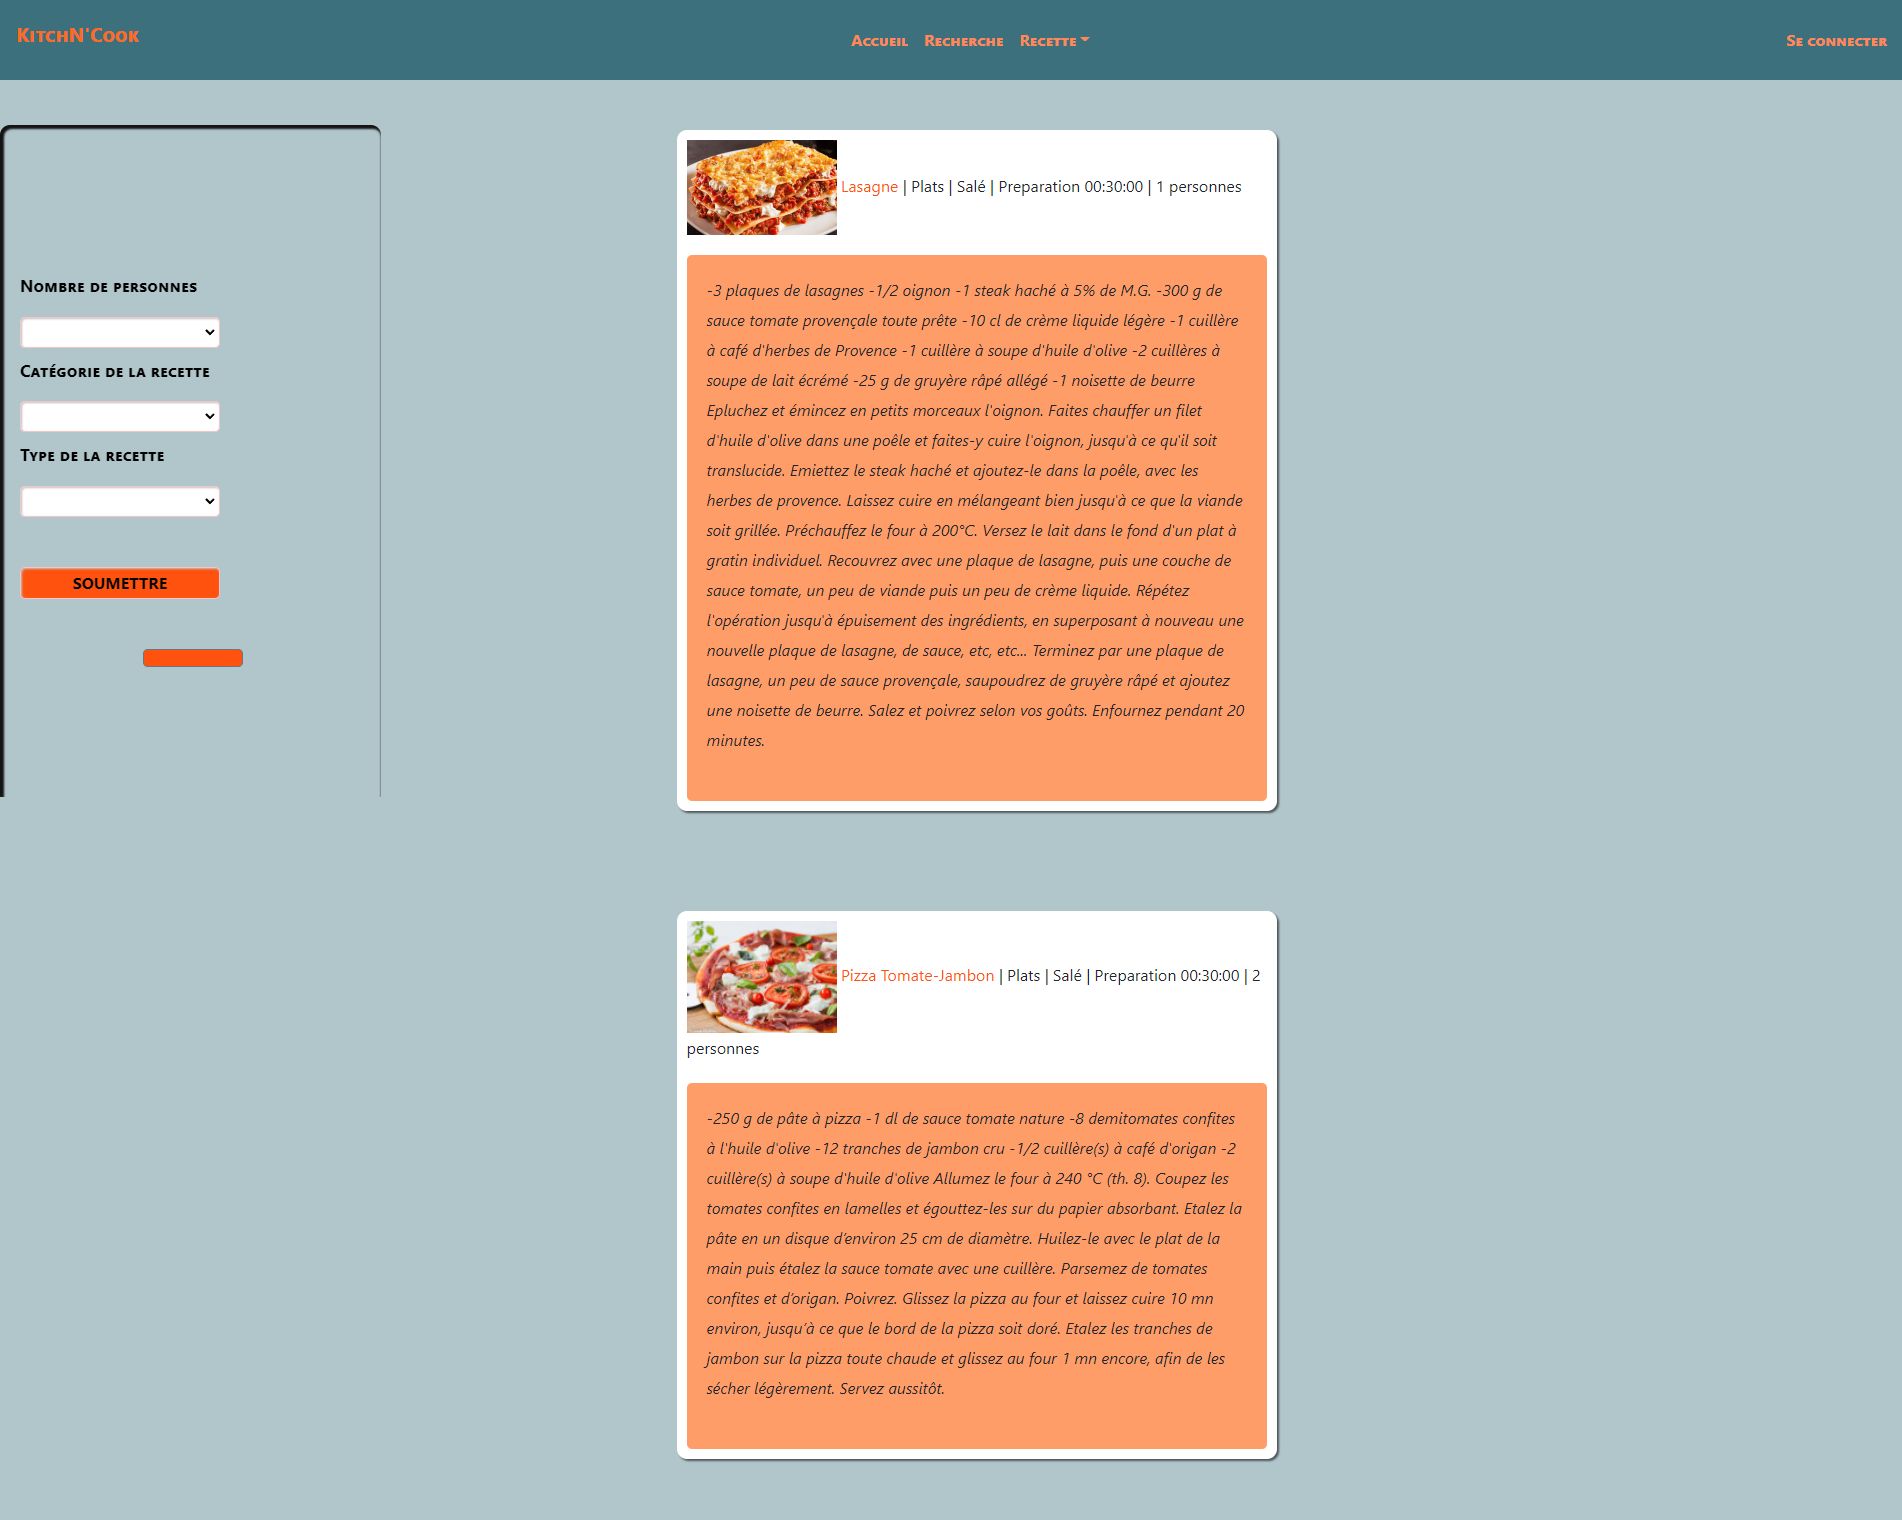 KitchN'Cook
Accueil Recherche Recette
Se connecter
Nombre de personnes
Catégorie de la recette
Type de la recette
SOUMETTRE
Lasagne | Plats | Salé | Preparation 00:30:00 | 1 personnes
-3 plaques de lasagnes -1/2 oignon -1 steak haché à 5% de M.G. -300 g de
sauce tomate provençale toute prête -10 cl de crème liquide légère -1 cuillère
à café d'herbes de Provence -1 cuillère à soupe d'huile d'olive -2 cuillères à
soupe de lait écrémé -25 g de gruyère râpé allégé -1 noisette de beurre
Epluchez et émincez en petits morceaux l'oignon. Faites chauffer un filet
d'huile d'olive dans une poêle et faites-y cuire l'oignon, jusqu'à ce qu'il soit
translucide. Emiettez le steak haché et ajoutez-le dans la poêle, avec les
herbes de provence. Laissez cuire en mélangeant bien jusqu'à ce que la viande
soit grillée. Préchauffez le four à 200°C. Versez le lait dans le fond d'un plat à
gratin individuel. Recouvrez avec une plaque de lasagne, puis une couche de
sauce tomate, un peu de viande puis un peu de crème liquide. Répétez
l'opération jusqu'à épuisement des ingrédients, en superposant à nouveau une
nouvelle plaque de lasagne, de sauce, etc, etc... Terminez par une plaque de
lasagne, un peu de sauce provençale, saupoudrez de gruyère râpé et ajoutez
une noisette de beurre. Salez et poivrez selon vos goûts. Enfournez pendant 20
minutes.
Pizza Tomate-Jambon | Plats | Salé | Preparation 00:30:00 | 2
personnes
-250 g de pâte à pizza -1 dl de sauce tomate nature -8 demitomates confites
à l'huile d'olive -12 tranches de jambon cru -1/2 cuillère(s) à café d'origan -2
cuillère(s) à soupe d'huile d'olive Allumez le four à 240 °C (th. 8). Coupez les
tomates confites en lamelles et égouttez-les sur du papier absorbant. Etalez la
pâte en un disque d’environ 25 cm de diamètre. Huilez-le avec le plat de la
main puis étalez la sauce tomate avec une cuillère. Parsemez de tomates
confites et d’origan. Poivrez. Glissez la pizza au four et laissez cuire 10 mn
environ, jusqu’à ce que le bord de la pizza soit doré. Etalez les tranches de
jambon sur la pizza toute chaude et glissez au four 1 mn encore, afin de les
sécher légèrement. Servez aussitôt.